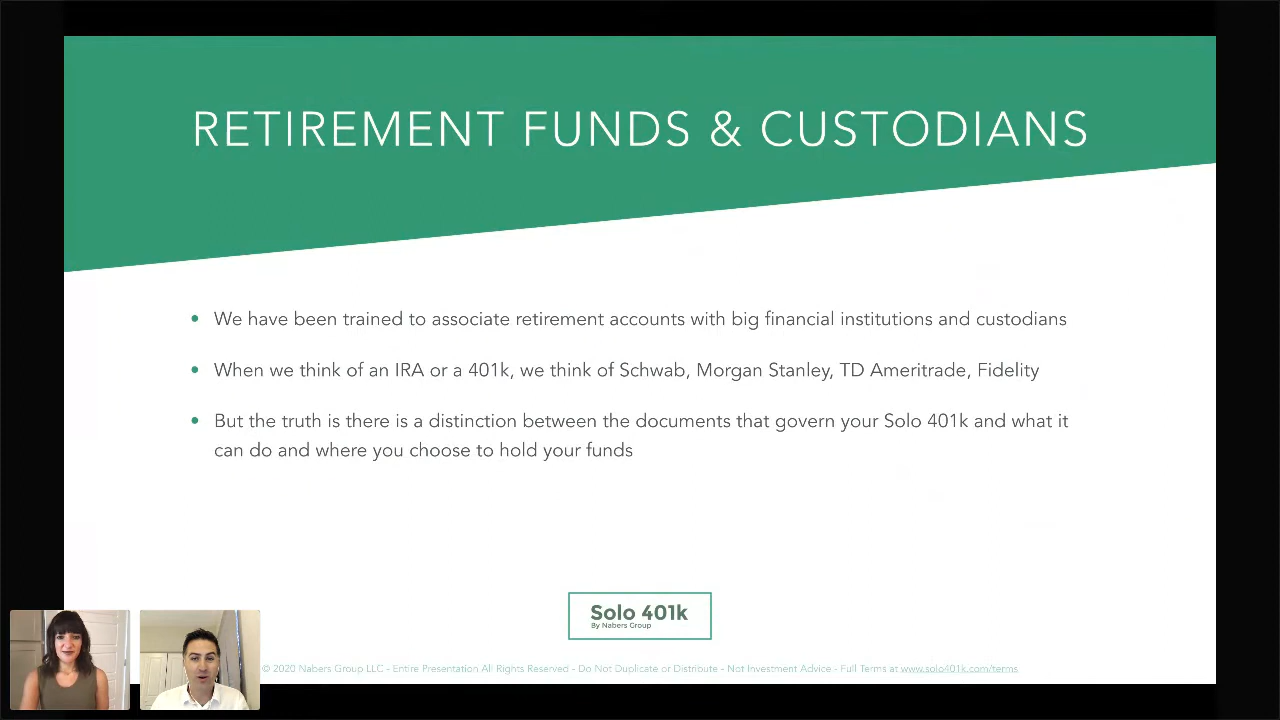 RETIREMENT FUNDS & CUSTODIANS
• We have been trained to associate retirement accounts with big financial institutions and custodians
• When we think of an IRA or a 401k, we think of Schwab, Morgan Stanley, TD Ameritrade, Fidelity
• But the truth is there is a distinction between the documents that govern your Solo 401k and what it
can do and where you choose to hold your funds
Solo 401k
By Nabers Group
© 2020 Nabers Group LLC - Entire Presentation All Rights Reserved - Do Not Duplicate or Distribute - Not Investment Advice - Full Terms at www.solo401k.com/terms